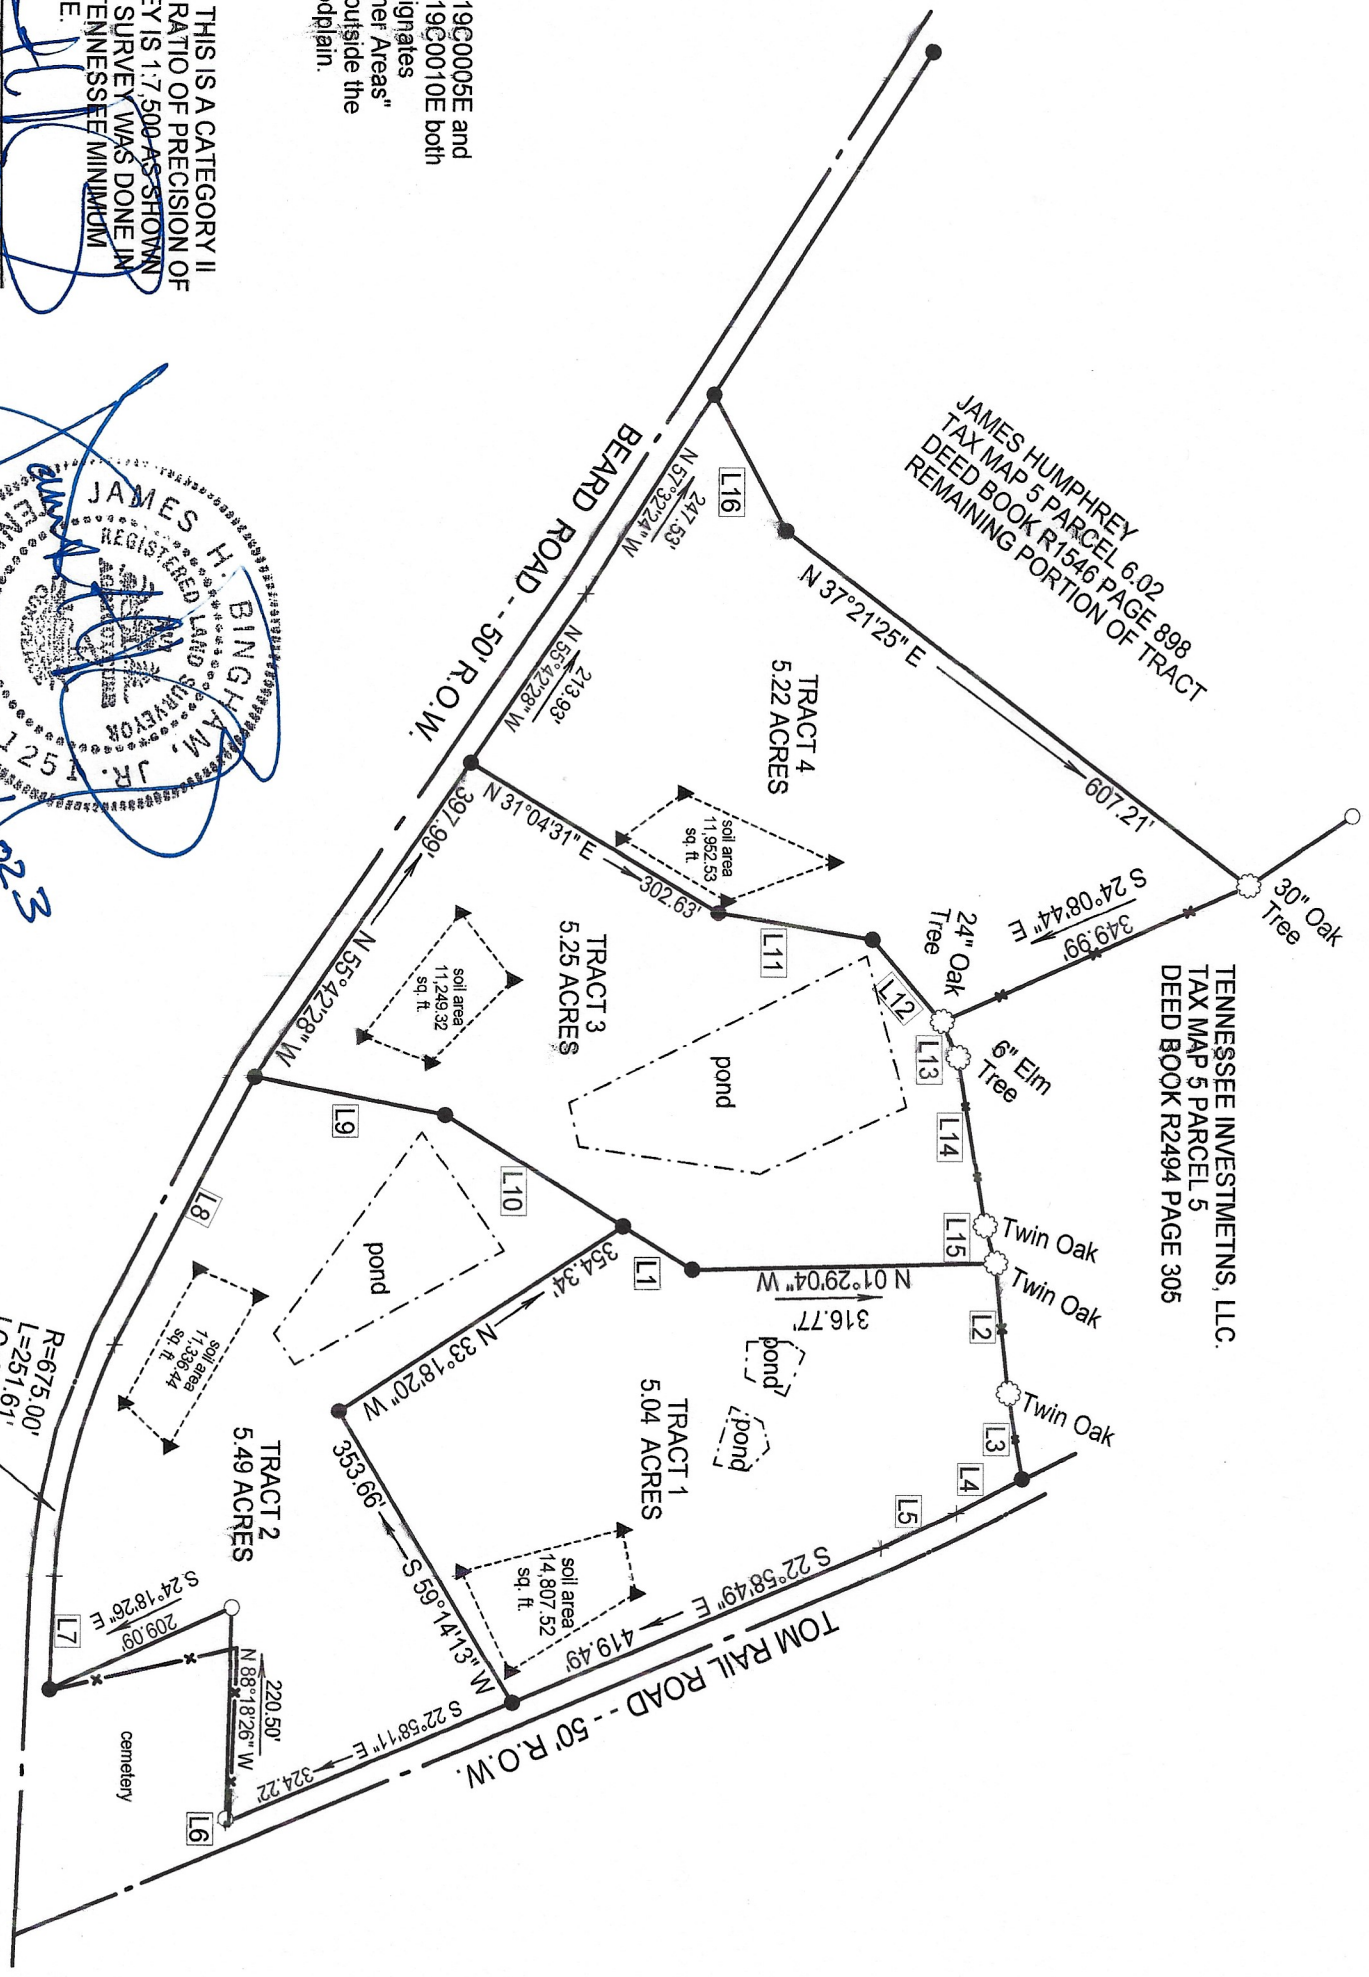 JAMES HUMPHREY
TAX MAP 5 PARCEL 6.02
DEED BOOK R1546 PAGE 898
REMAINING PORTION OF TRACT
TENNESSEE INVESTMETNS, LLC.
TAX MAP 5 PARCEL 5
DEED BOOK R2494 PAGE 305
30" Oak
Tree
S 24°08'44" E
349.99'
24" Oak
Tree
6" Elm
Tree
Twin Oak
Twin Oak
Twin Oak
N 37°21'25" E
607.21'
L16
N 57°32'24" W
247.53'
N 55°42'28" W
213.93'
BEARD ROAD -- 50' R.O.W.
TRACT 4
5.22 ACRES
soil area
11,952.53
sq. ft.
N 31°04'31" E
302.63'
L11
L12
L13
L14
L15
L2
L3
L4
L5
TRACT 3
5.25 ACRES
soil area
11,249.32
sq. ft.
pond
397.99'
N 55°42'28" W
L9
L10
L1
N 01°29'04" W
316.77'
pond
pond
TRACT 1
5.04 ACRES
soil area
14,807.52
sq. ft.
S 22°58'49" E
419.49'
TOM RAIL ROAD -- 50' R.O.W.
354.34'
N 33°18'20" W
353.66'
S 59°14'13" W
pond
L8
soil area
11,336.44
sq. ft.
TRACT 2
5.49 ACRES
S 22°58'11" E
324.22'
220.50'
N 88°18'26" W
L6
S 24°18'26" E
209.09'
L7
cemetery
R=675.00'
L=251.61'
19C0005E and
19C0010E both
ignates
ner Areas"
outside the
odplain.
THIS IS A CATEGORY II
RATIO OF PRECISION OF
EY IS 1:7,500 AS SHOWN
SURVEY WAS DONE IN
TENNESSEE MINIMUM
E.
JAMES H. BINGHAM, JR.
REGISTERED LAND SURVEYOR
AGRICULTURE